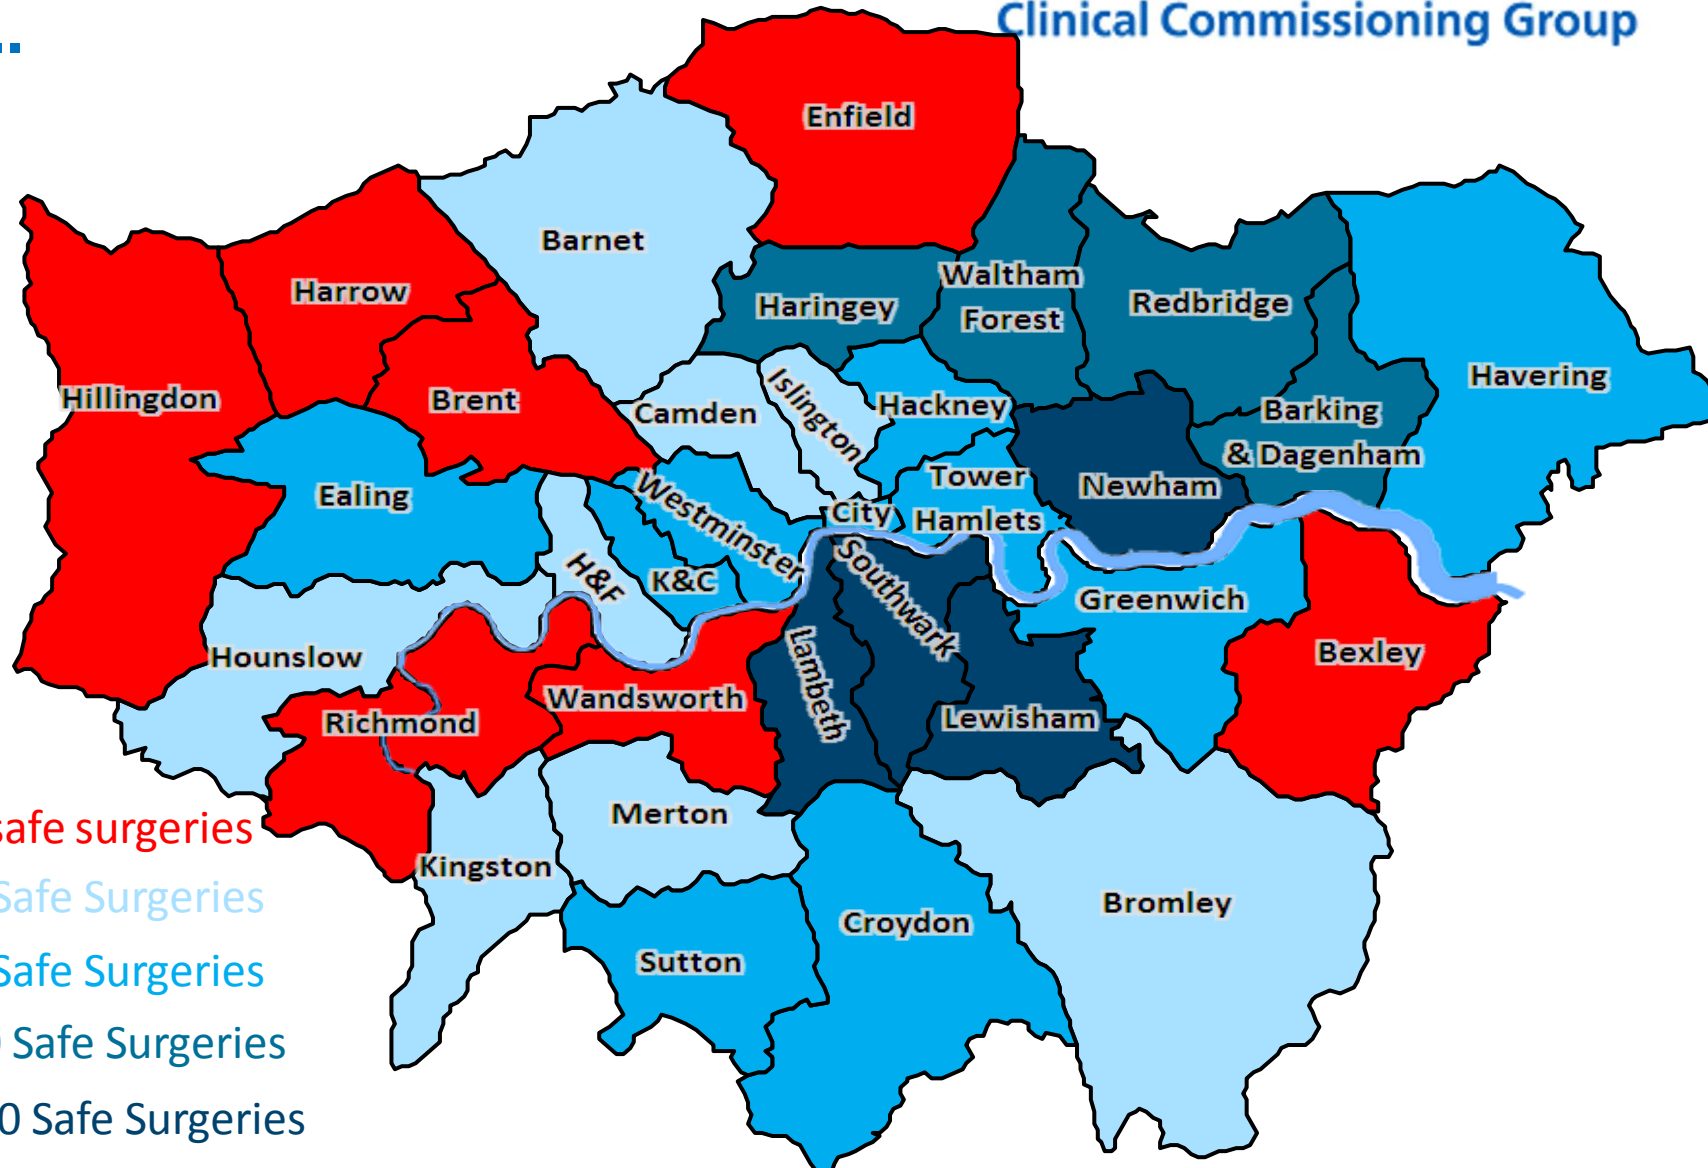 Clinical Commissioning Group
..
Enfield
Barnet
Harrow
Waltham
Forest
Haringey
Redbridge
Havering
Hillingdon
Brent
Camden
Islington
Hackney
Barking
& Dagenham
Ealing
Westminster
City
Tower
Hamlets
Newham
H&F
K&C
Southwark
Greenwich
Hounslow
Bexley
Richmond
Wandsworth
Lambeth
Lewisham
Merton
Kingston
Bromley
Croydon
Sutton
safe surgeries
Safe Surgeries
Safe Surgeries
Safe Surgeries
0 Safe Surgeries